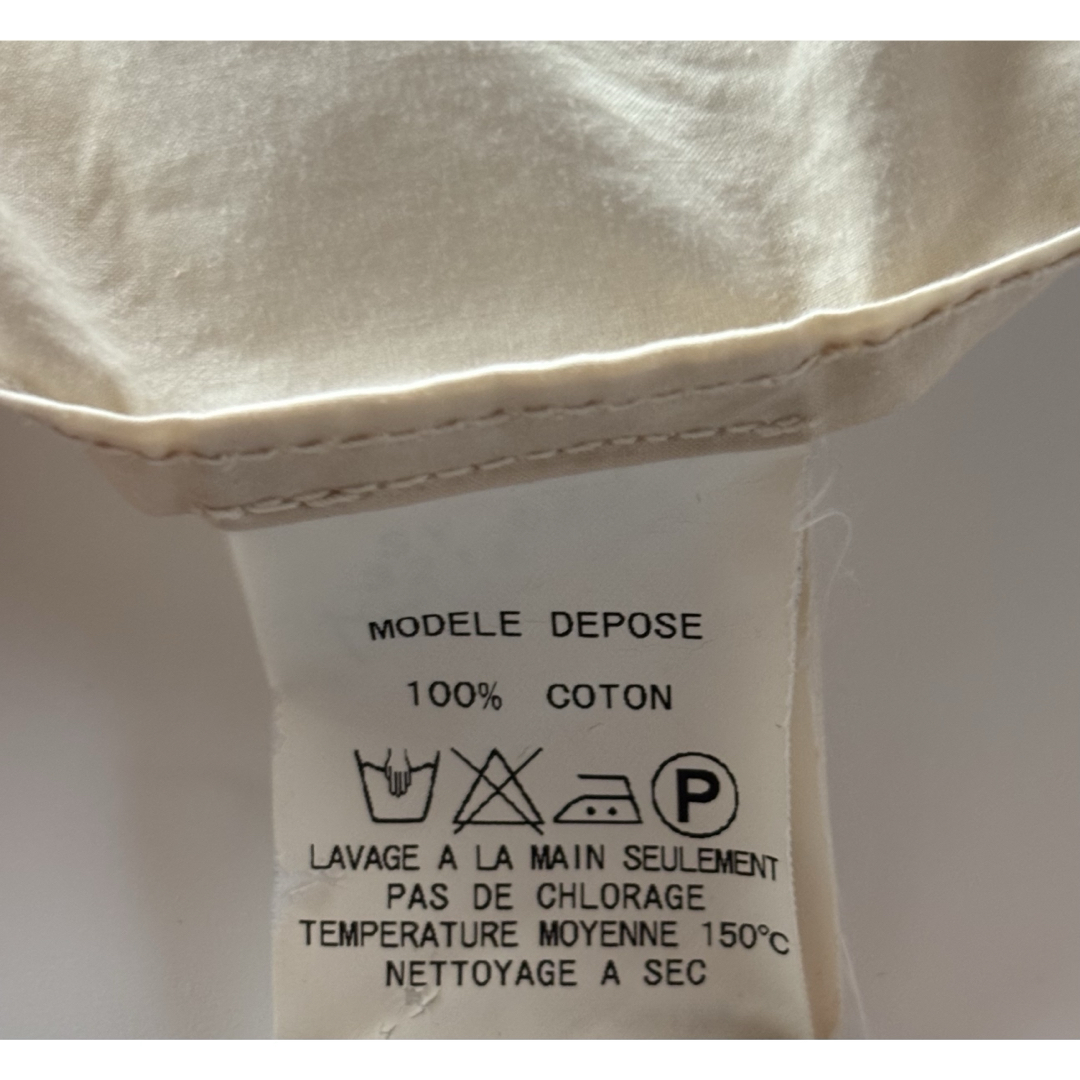 MODELE DEPOSE
100% COTON
P
LAVAGE A LA MAIN SEULEMENT
PAS DE CHLORAGE
TEMPERATURE MOYENNE 150°C
NETTOYAGE A SEC